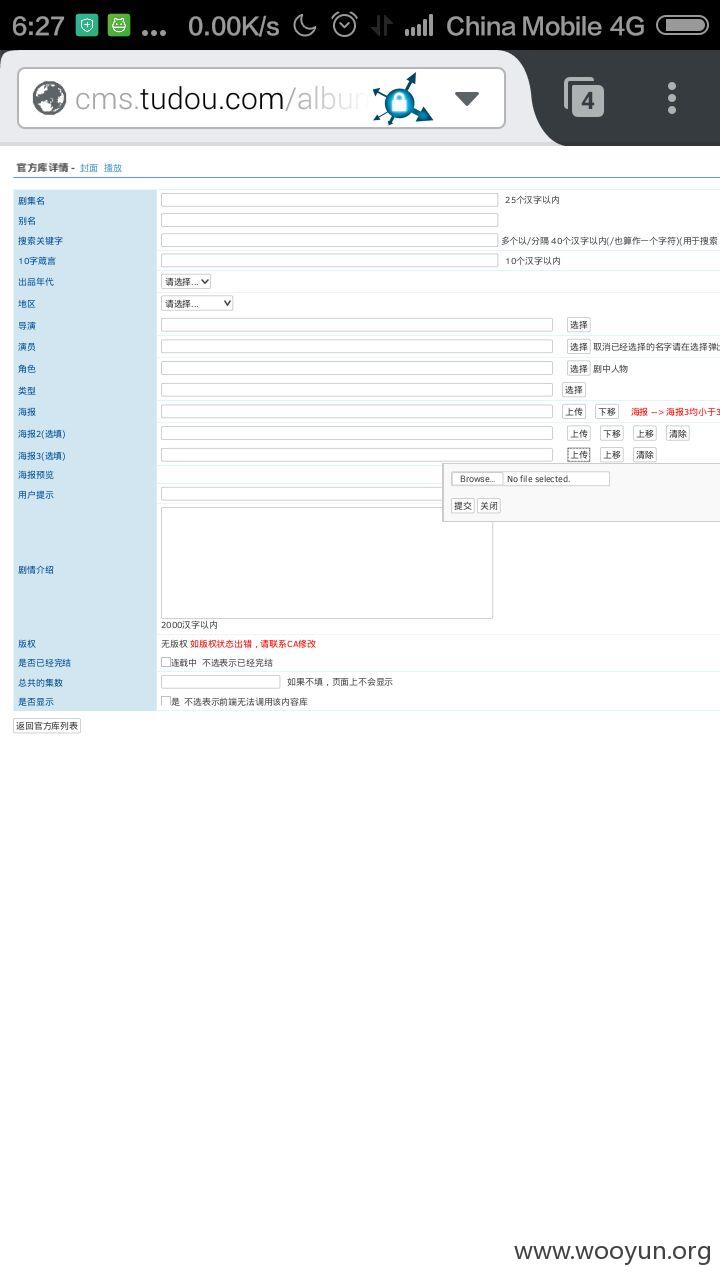 6:27 ... 0.00K/s China Mobile 4G
cms.tudou.com/album
4
官方库详情 - 封面 播放
剧集名 25个汉字以内
别名
搜索关键字 多个以/分隔 40个汉字以内(/也算作一个字符)(用于搜索
10字箴言 10个汉字以内
出品年代 请选择...
地区 请选择...
导演 选择
演员 选择 取消已经选择的名字请在选择弹出
角色 选择 剧中人物
类型 选择
海报 上传 下移 海报 --> 海报3均小于3
海报2(选填) 上传 下移 上移 清除
海报3(选填) 上传 上移 清除
海报预览 Browse... No file selected.
用户提示
提交 关闭
剧情介绍
2000汉字以内
版权 无版权 如版权状态出错，请联系CA修改
是否已经完结 连载中 不选表示已经完结
总共的集数 如果不填，页面上不会显示
是否显示 是 不选表示前端无法调用该内容库
返回官方库列表
www.wooyun.org